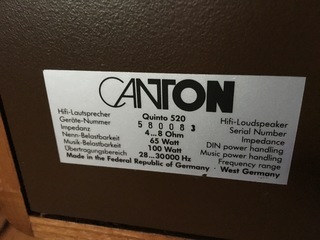 CANTON
Hifi-Lautsprecher Quinto 520 Hifi-Loudspeaker
Geräte-Nummer 580083 Serial Number
Impedanz 4...8 Ohm Impedance
Nenn-Belastbarkeit 65 Watt DIN power handling
Musik-Belastbarkeit 100 Watt Music power handling
Übertragungsbereich 28...30000 Hz Frequency range
Made in the Federal Republic of Germany · West Germany